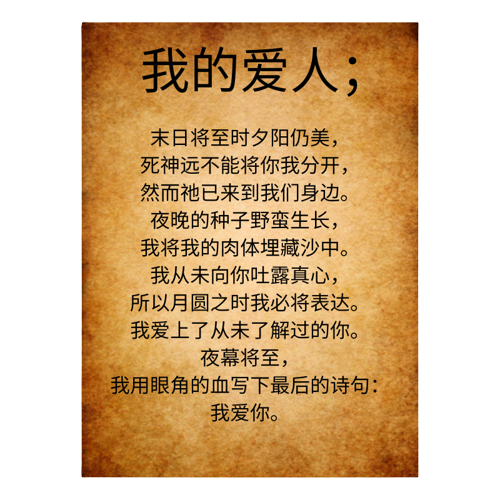 我的爱人；
末日将至时夕阳仍美，
死神远不能将你我分开，
然而祂已来到我们身边。
夜晚的种子野蛮生长，
我将我的肉体埋藏沙中。
我从未向你吐露真心，
所以月圆之时我必将表达。
我爱上了从未了解过的你。
夜幕将至，
我用眼角的血写下最后的诗句：
我爱你。